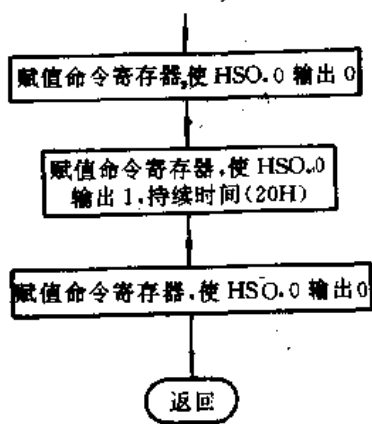 赋值命令寄存器,使 HSO.0 输出 0
赋值命令寄存器,使 HSO.0
输出 1,持续时间(20H)
赋值命令寄存器,使 HSO.0 输出 0
返回